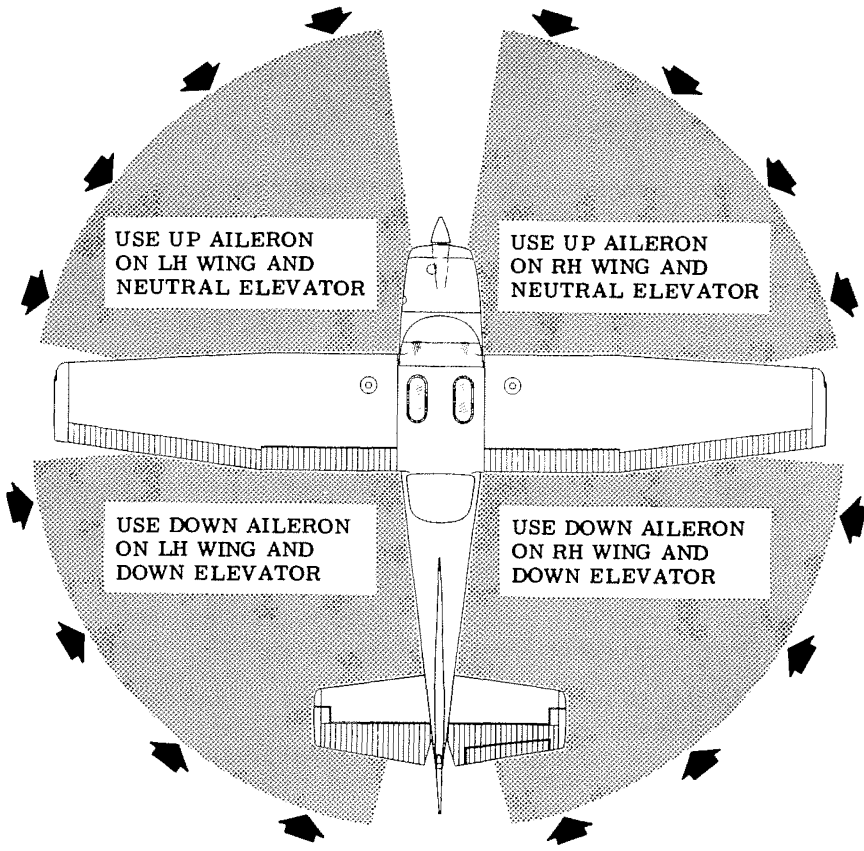 USE UP AILERON
ON LH WING AND
NEUTRAL ELEVATOR
USE UP AILERON
ON RH WING AND
NEUTRAL ELEVATOR
USE DOWN AILERON
ON LH WING AND
DOWN ELEVATOR
USE DOWN AILERON
ON RH WING AND
DOWN ELEVATOR